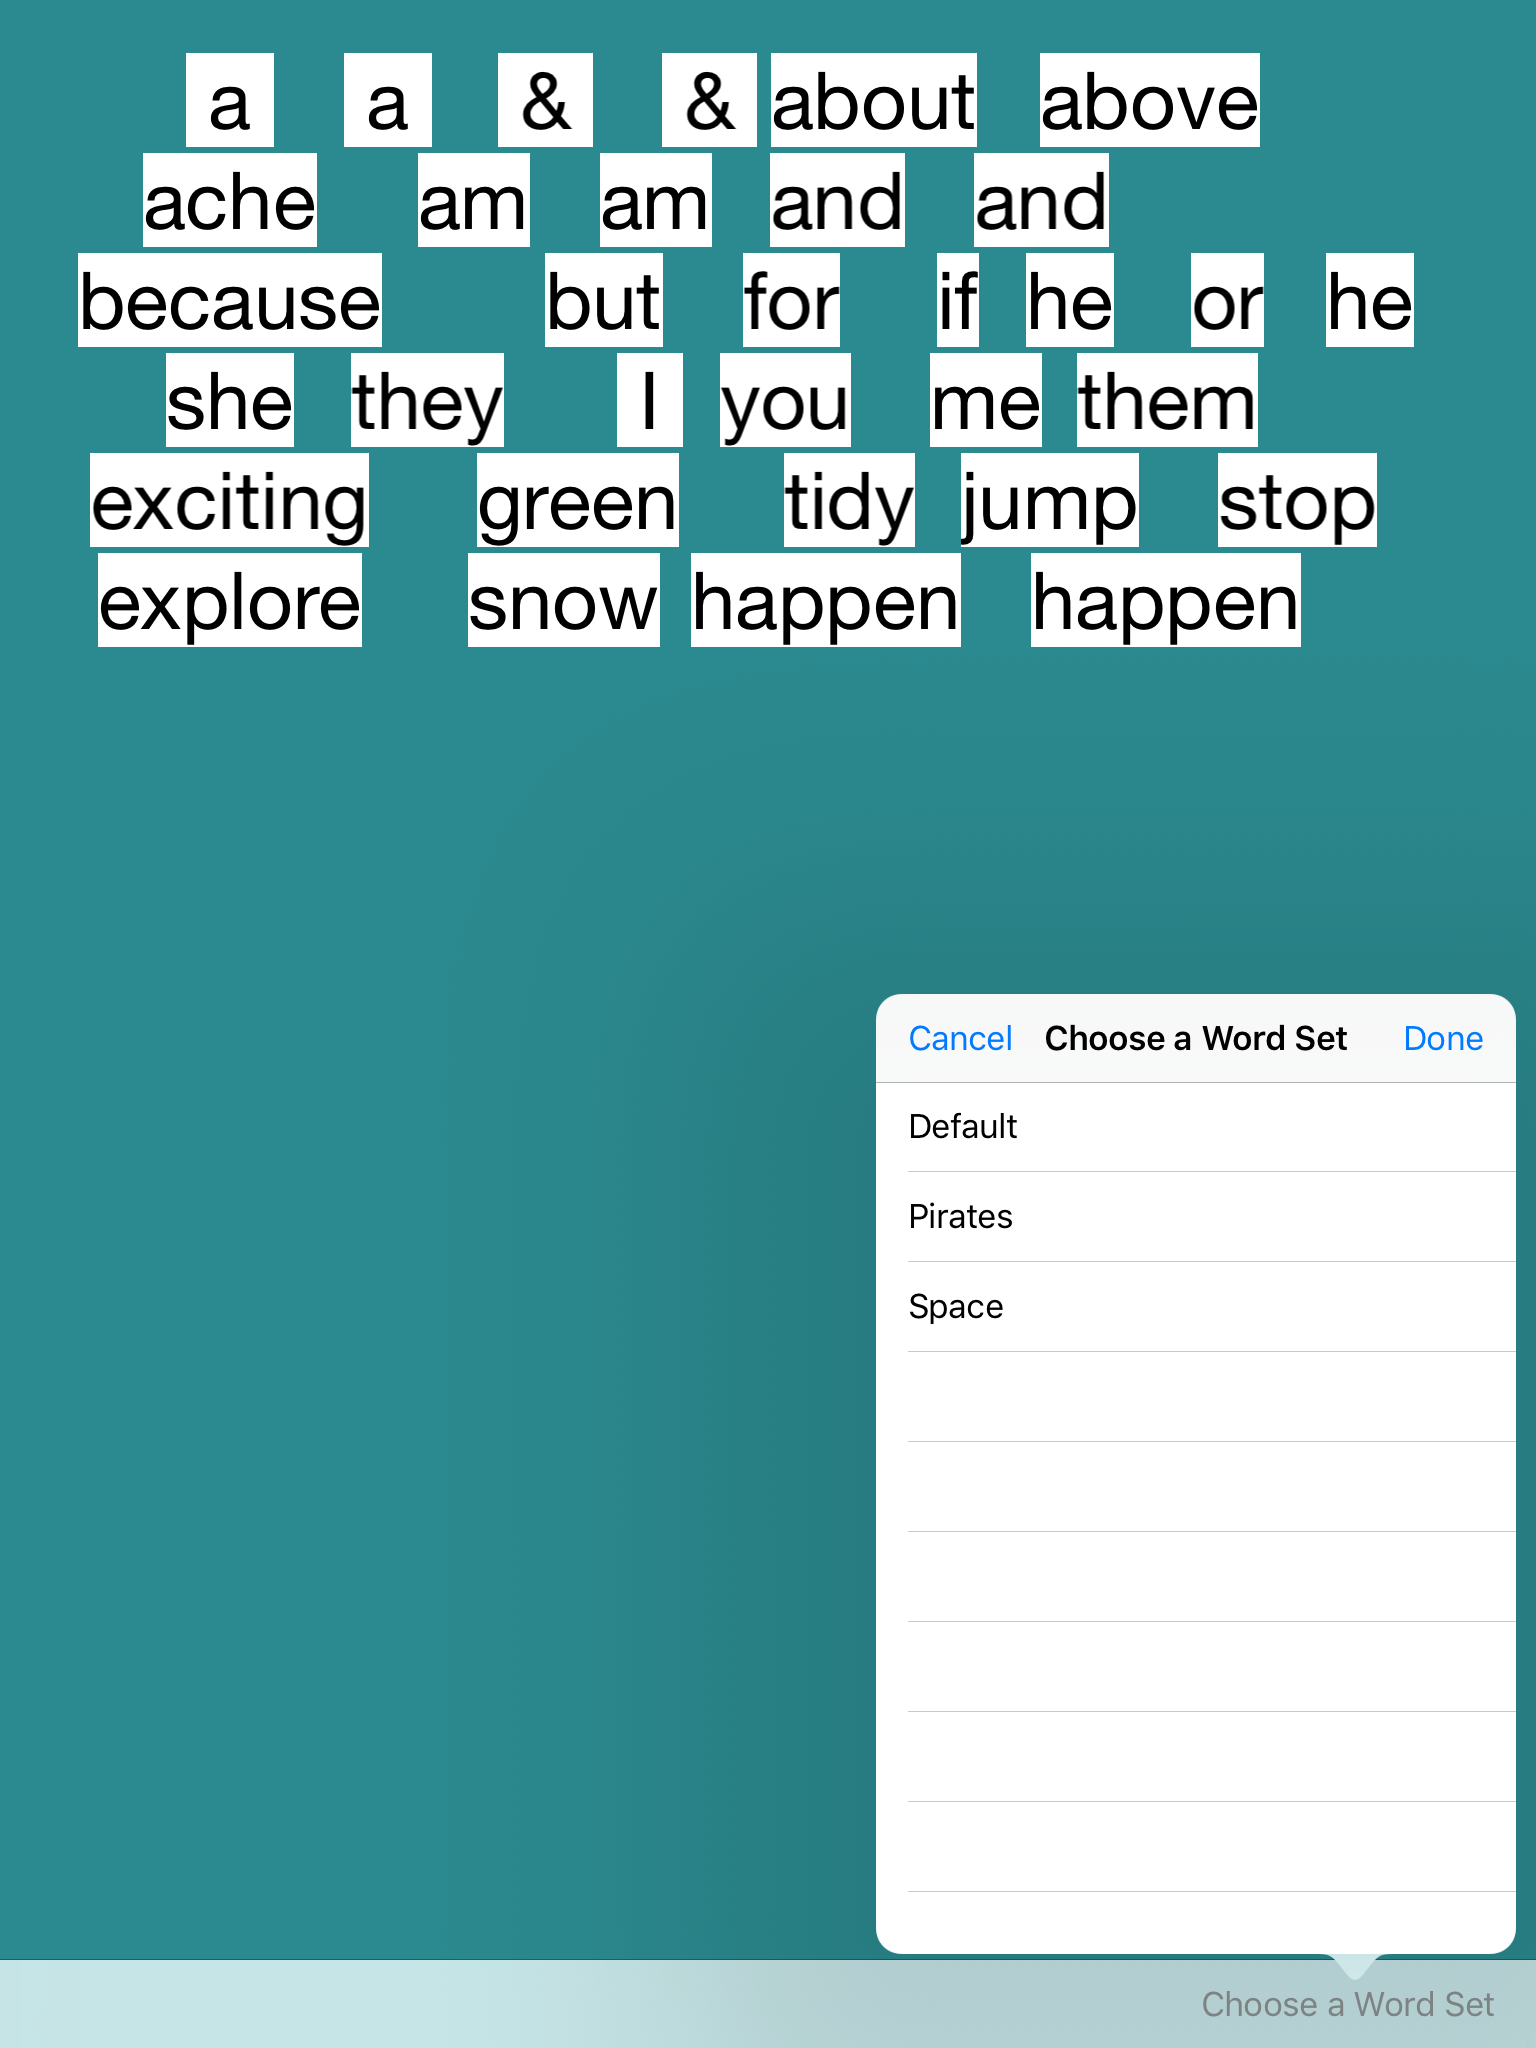 a a & & about above
ache am am and and
because but for if he or he
she they I you me them
exciting green tidy jump stop
explore snow happen happen
Cancel Choose a Word Set Done
Default
Pirates
Space
Choose a Word Set